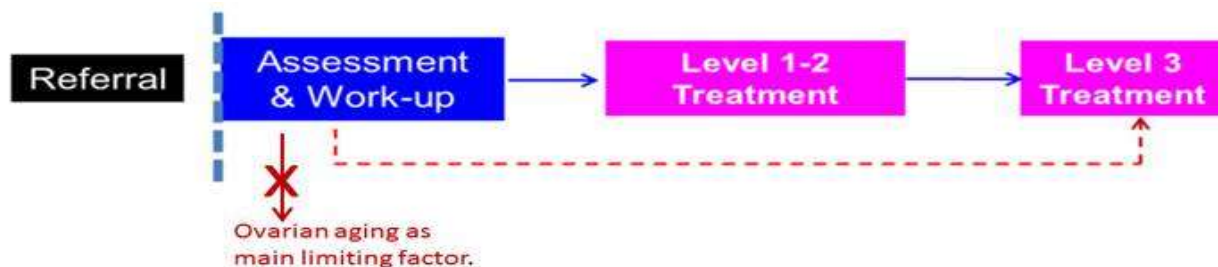 Referral
Assessment
& Work-up
Level 1-2
Treatment
Level 3
Treatment
Ovarian aging as
main limiting factor.